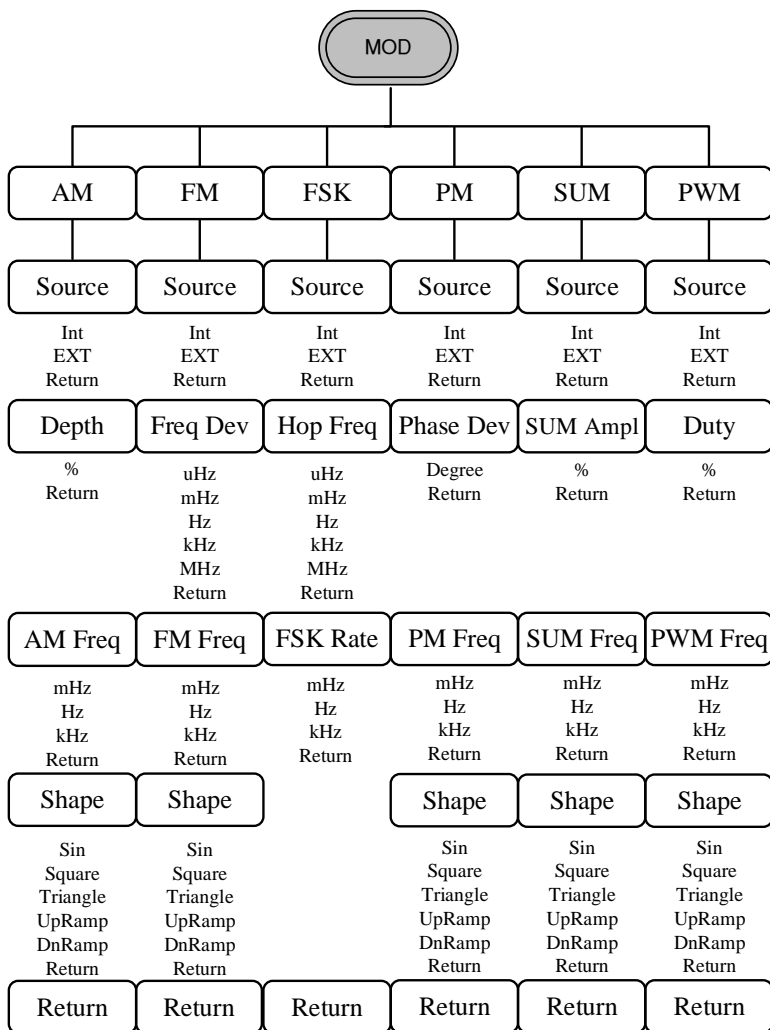 MOD
AM FM FSK PM SUM PWM
Source Source Source Source Source Source
Int Int Int Int Int Int
EXT EXT EXT EXT EXT EXT
Return Return Return Return Return Return
Depth Freq Dev Hop Freq Phase Dev SUM Ampl Duty
% uHz uHz Degree % %
Return mHz mHz Return Return Return
Hz Hz
kHz kHz
MHz MHz
Return Return
AM Freq FM Freq FSK Rate PM Freq SUM Freq PWM Freq
mHz mHz mHz mHz mHz mHz
Hz Hz Hz Hz Hz Hz
kHz kHz kHz kHz kHz kHz
Return Return Return Return Return Return
Shape Shape Shape Shape Shape
Sin Sin Sin Sin Sin
Square Square Square Square Square
Triangle Triangle Triangle Triangle Triangle
UpRamp UpRamp UpRamp UpRamp UpRamp
DnRamp DnRamp DnRamp DnRamp DnRamp
Return Return Return Return Return
Return Return Return Return Return Return